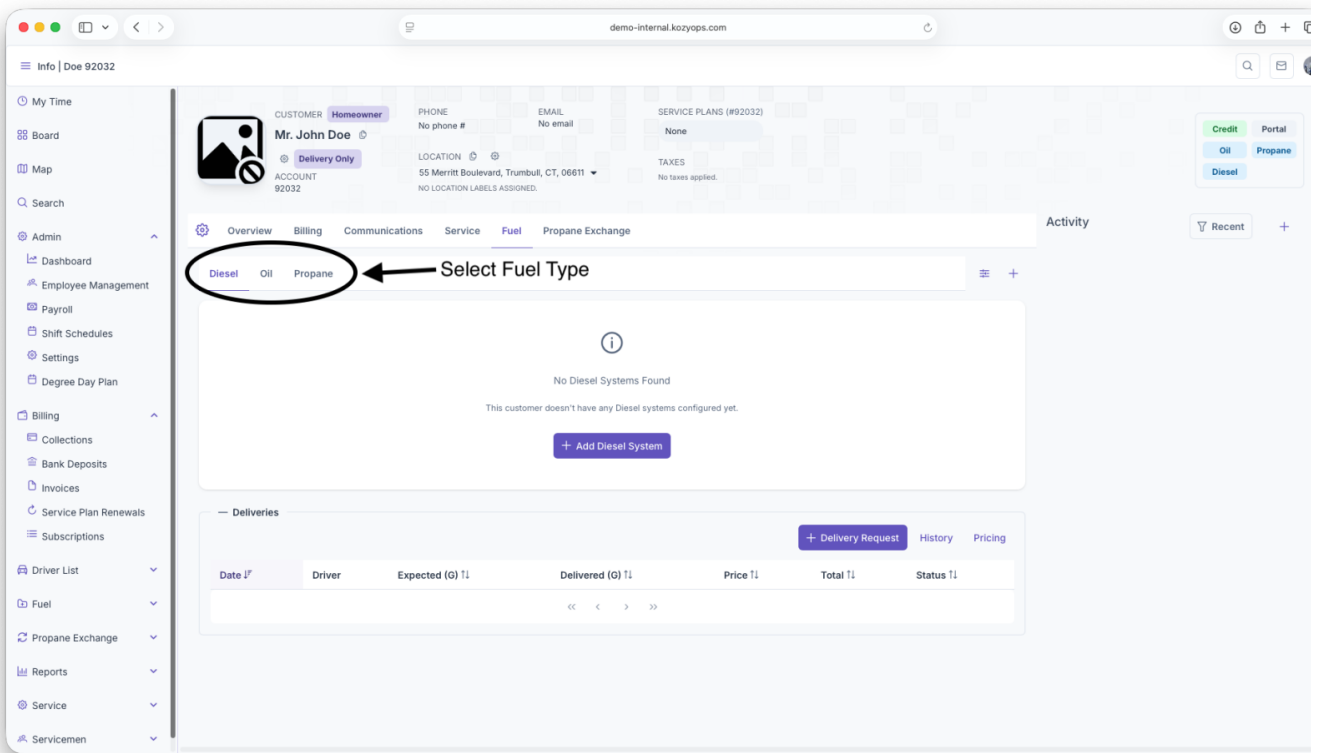 demo-internal.kozyops.com
Info | Doe 92032
My Time
Board
Map
Search
Admin
Dashboard
Employee Management
Payroll
Shift Schedules
Settings
Degree Day Plan
Billing
Collections
Bank Deposits
Invoices
Service Plan Renewals
Subscriptions
Driver List
Fuel
Propane Exchange
Reports
Service
Servicemen
CUSTOMER Homeowner
Mr. John Doe
Delivery Only
ACCOUNT
92032
PHONE
No phone #
EMAIL
No email
LOCATION
55 Merritt Boulevard, Trumbull, CT, 06611
NO LOCATION LABELS ASSIGNED.
SERVICE PLANS (#92032)
None
TAXES
No taxes applied.
Credit Portal
Oil Propane
Diesel
Overview Billing Communications Service Fuel Propane Exchange
Activity
Recent
Diesel Oil Propane
Select Fuel Type
No Diesel Systems Found
This customer doesn't have any Diesel systems configured yet.
+ Add Diesel System
Deliveries
+ Delivery Request History Pricing
Date Driver Expected (G) Delivered (G) Price Total Status